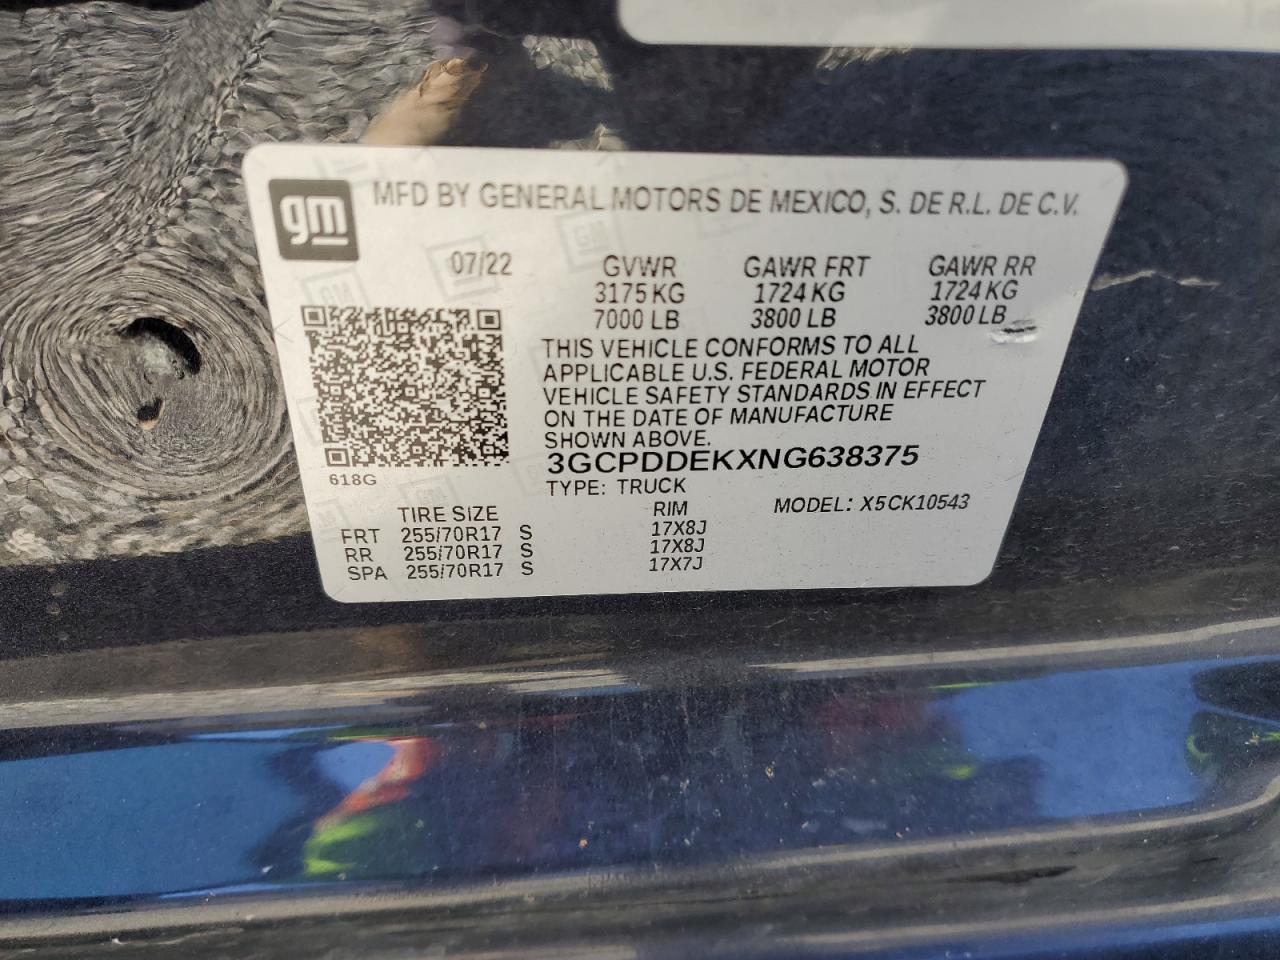 gm MFD BY GENERAL MOTORS DE MEXICO, S. DE R.L. DE C.V.
07/22 GVWR GAWR FRT GAWR RR
3175 KG 1724 KG 1724 KG
7000 LB 3800 LB 3800 LB
THIS VEHICLE CONFORMS TO ALL
APPLICABLE U.S. FEDERAL MOTOR
VEHICLE SAFETY STANDARDS IN EFFECT
ON THE DATE OF MANUFACTURE
SHOWN ABOVE.
3GCPDDEKXNG638375
618G
TYPE: TRUCK
TIRE SIZE RIM MODEL: X5CK10543
FRT 255/70R17 S 17X8J
RR 255/70R17 S 17X8J
SPA 255/70R17 S 17X7J